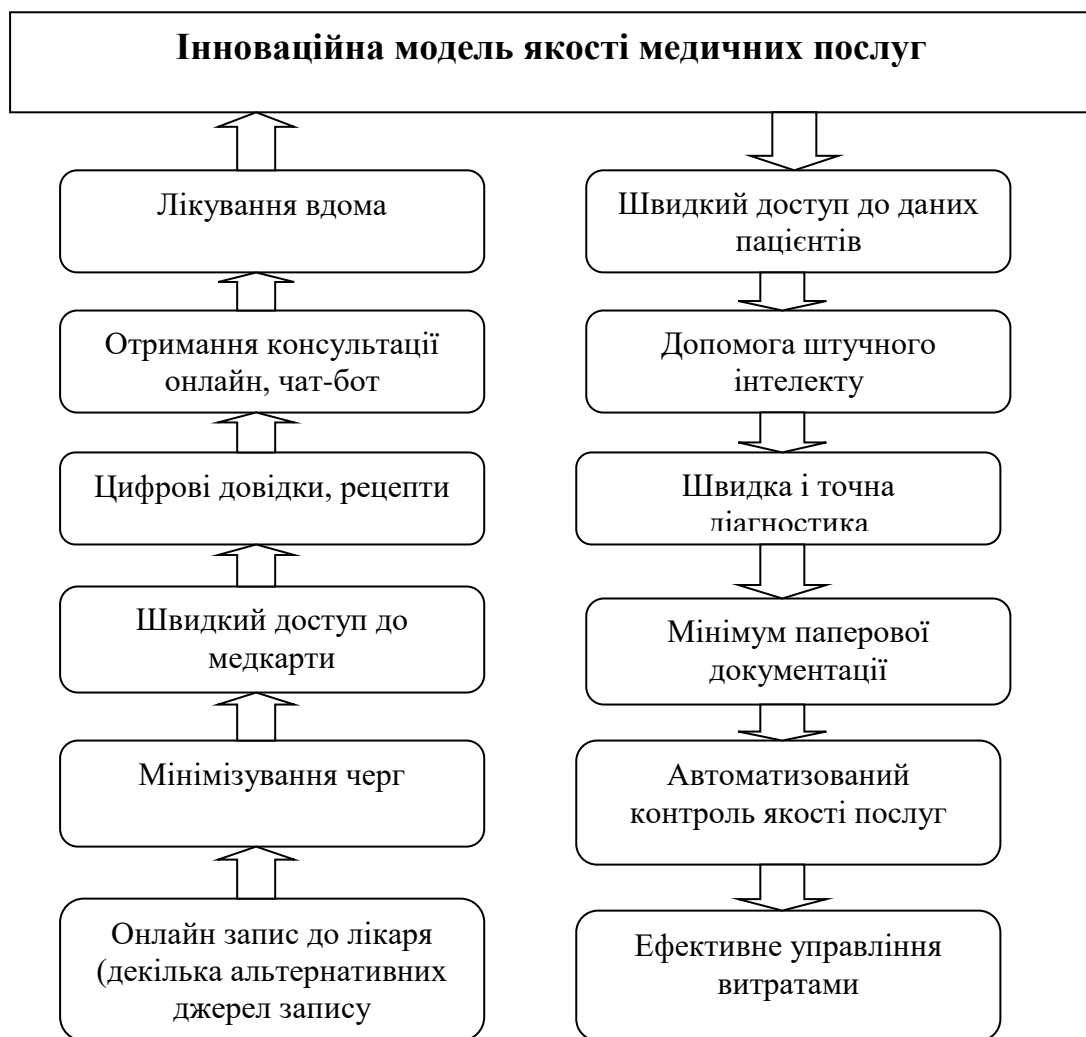 Інноваційна модель якості медичних послуг
Лікування вдома
Отримання консультації
онлайн, чат-бот
Цифрові довідки, рецепти
Швидкий доступ до
медкарти
Мінімізування черг
Онлайн запис до лікаря
(декілька альтернативних
джерел запису
Швидкий доступ до даних
пацієнтів
Допомога штучного
інтелекту
Швидка і точна
діагностика
Мінімум паперової
документації
Автоматизований
контроль якості послуг
Ефективне управління
витратами